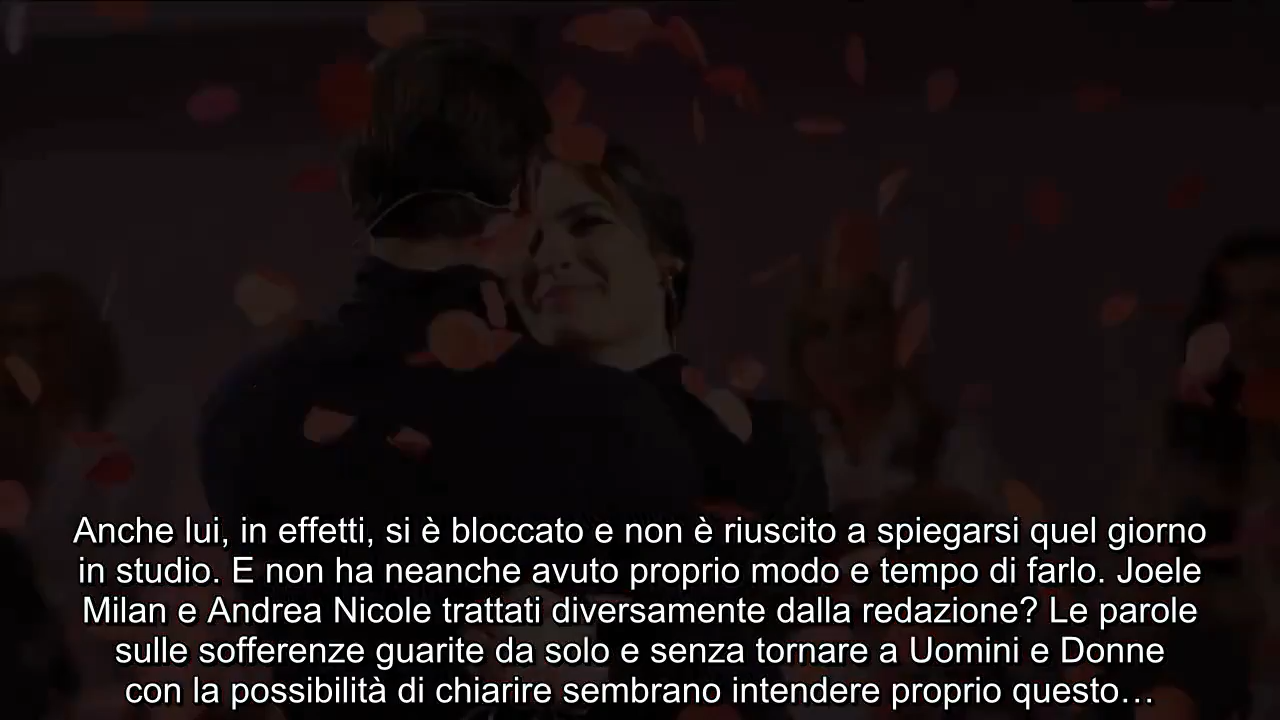 Anche lui, in effetti, si è bloccato e non è riuscito a spiegarsi quel giorno
in studio. E non ha neanche avuto proprio modo e tempo di farlo. Joele
Milan e Andrea Nicole trattati diversamente dalla redazione? Le parole
sulle sofferenze guarite da solo e senza tornare a Uomini e Donne
con la possibilità di chiarire sembrano intendere proprio questo…